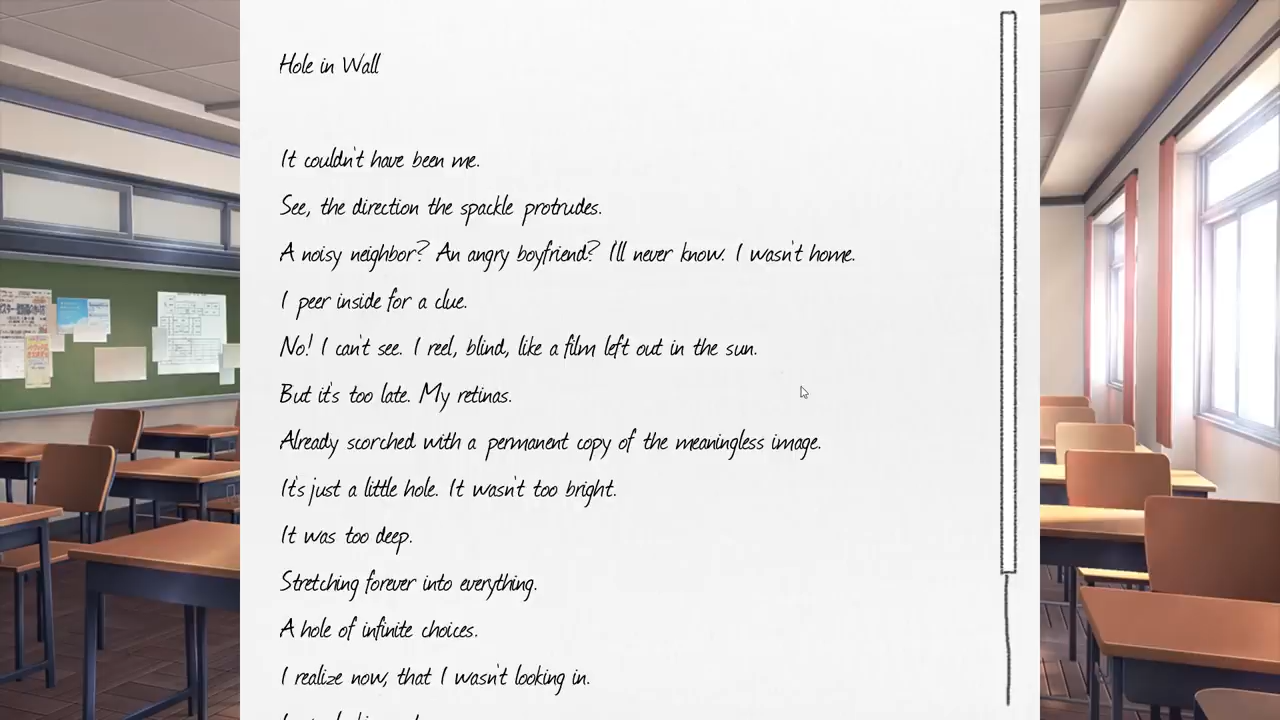 Hole in Wall
It couldn't have been me.
See, the direction the spackle protrudes.
A noisy neighbor? An angry boyfriend? I'll never know. I wasn't home.
I peer inside for a clue.
No! I can't see. I reel, blind, like a film left out in the sun.
But it's too late. My retinas.
Already scorched with a permanent copy of the meaningless image.
It's just a little hole. It wasn't too bright.
It was too deep.
Stretching forever into everything.
A hole of infinite choices.
I realize now, that I wasn't looking in.